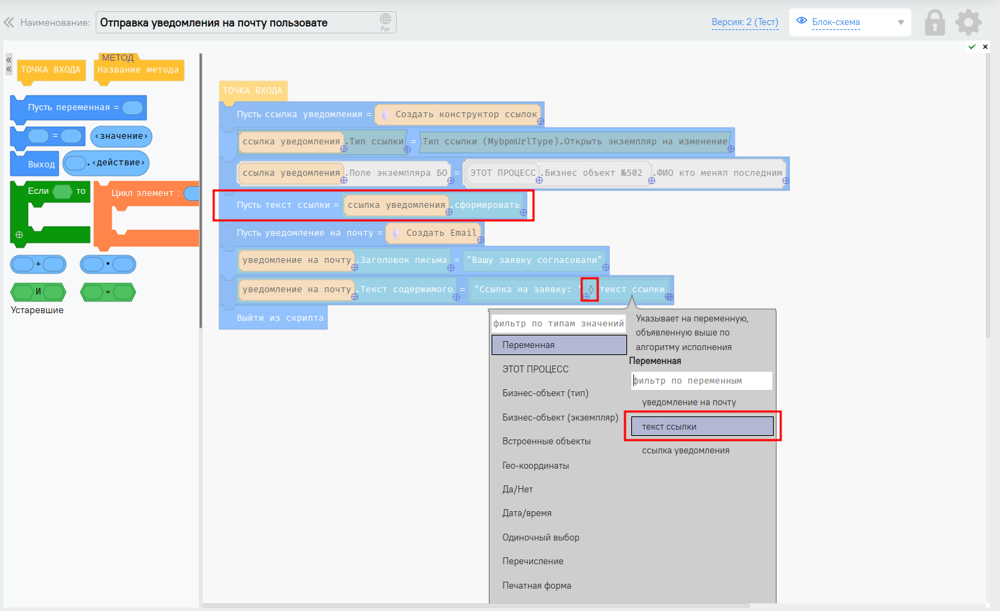 Наименование:
Отправка уведомления на почту пользовате
Рус
Версия: 2 (Тест)
Блок-схема
ТОЧКА ВХОДА
МЕТОД
Название метода
Пусть переменная =
=
‹значение›
Выход
.‹действие›
Если
то
Цикл элемент :
+
•
И
=
Устаревшие
ТОЧКА ВХОДА
Пусть ссылка уведомления = Создать конструктор ссылок
ссылка уведомления.Тип ссылки = Тип ссылки (MybpmUrlType).Открыть экземпляр на изменение
ссылка уведомления.Поле экземпляра БО = ЭТОТ ПРОЦЕСС.Бизнес объект №502 .ФИО кто менял последним
Пусть текст ссылки = ссылка уведомления.сформировать
Пусть уведомление на почту = Создать Email
уведомление на почту.Заголовок письма = "Вашу заявку согласовали"
уведомление на почту.Текст содержимого = "Ссылка на заявку: " ◊ текст ссылки
Выйти из скрипта
фильтр по типам значений
Переменная
ЭТОТ ПРОЦЕСС
Бизнес-объект (тип)
Бизнес-объект (экземпляр)
Встроенные объекты
Гео-координаты
Да/Нет
Дата/время
Одиночный выбор
Перечисление
Печатная форма
Указывает на переменную,
объявленную выше по
алгоритму исполнения
Переменная
фильтр по переменным
уведомление на почту
текст ссылки
ссылка уведомления